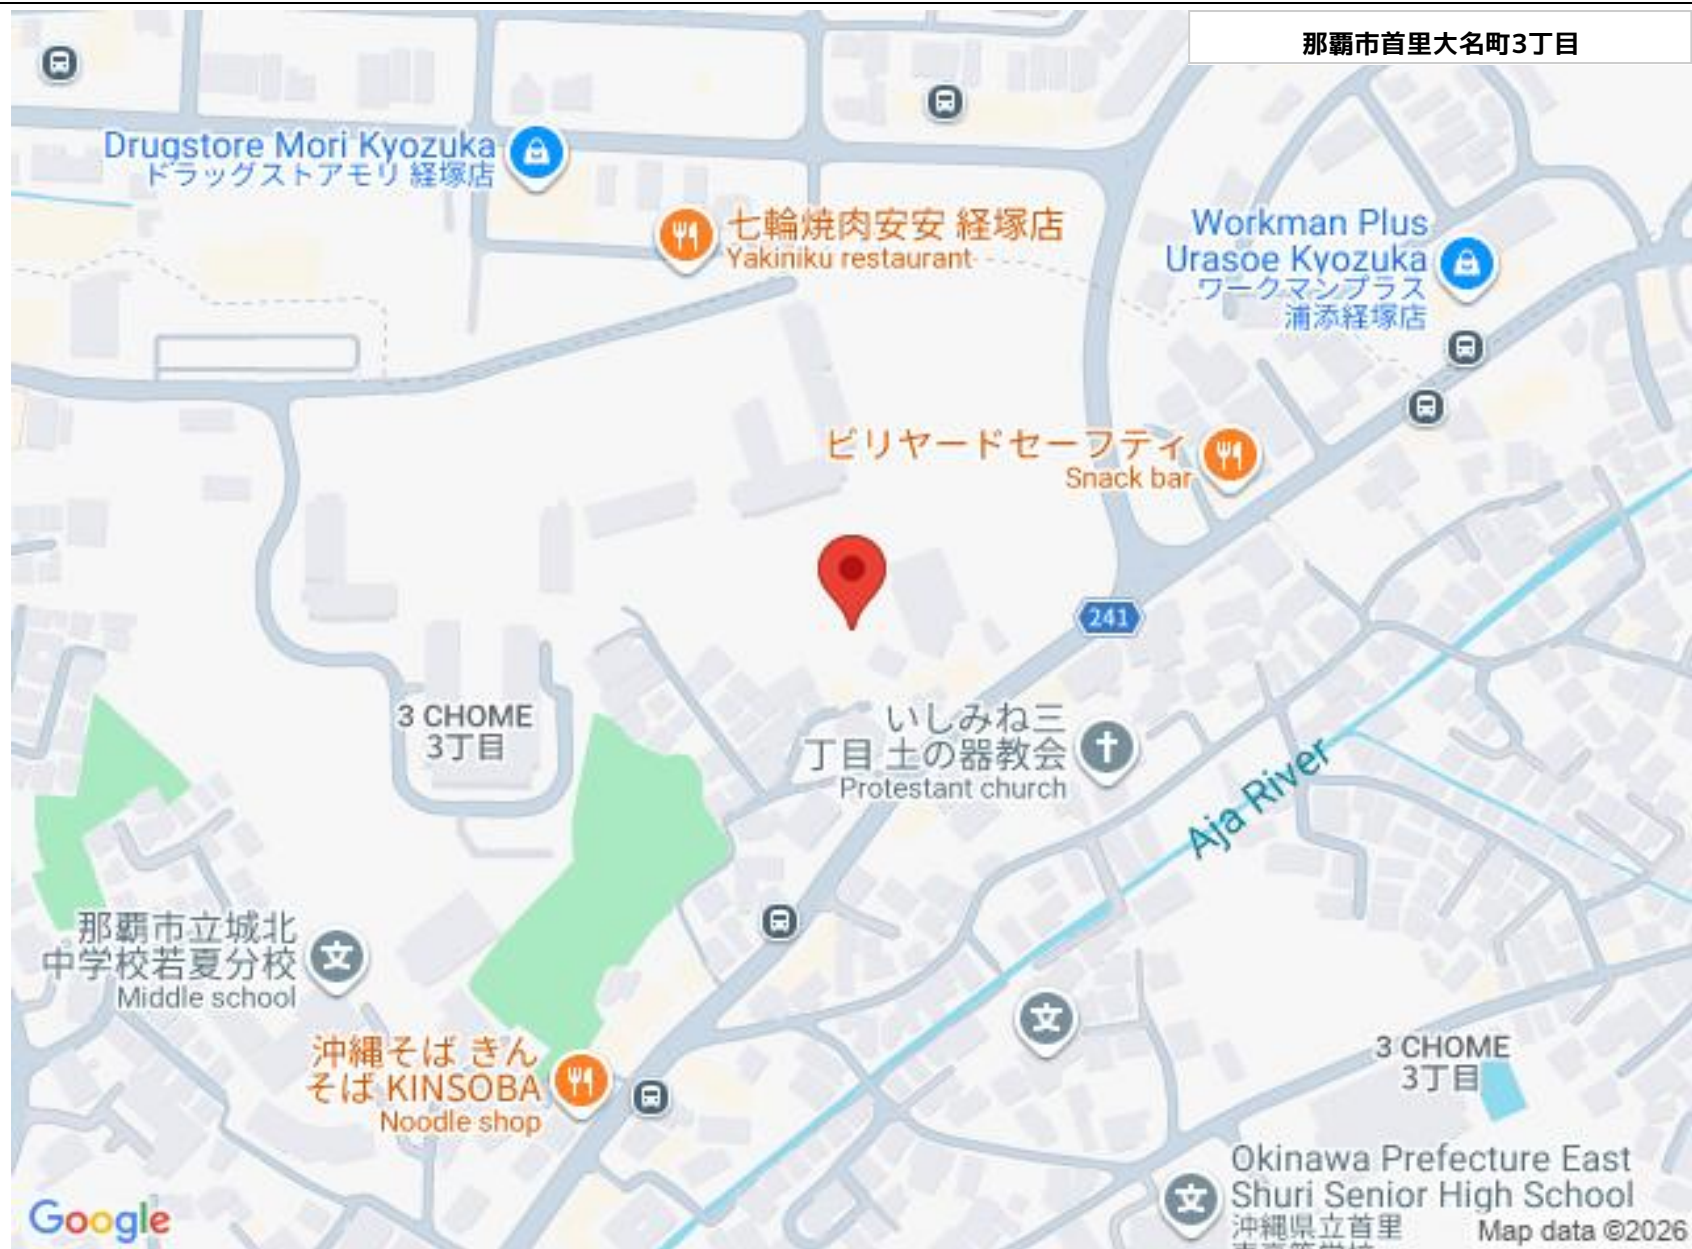 那覇市首里大名町3丁目
Drugstore Mori Kyozuka
ドラッグストアモリ 経塚店
七輪焼肉安安 経塚店
Yakiniku restaurant
Workman Plus
Urasoe Kyozuka
ワークマンプラス
浦添経塚店
ビリヤードセーフティ
Snack bar
241
3 CHOME
3丁目
いしみね三
丁目 土の器教会
Protestant church
Aja River
那覇市立城北
中学校若夏分校
Middle school
文
文
沖縄そば きん
そば KINSOBA
Noodle shop
3 CHOME
3丁目
Okinawa Prefecture East
Shuri Senior High School
文
沖縄県立首里
Google
Map data ©2026